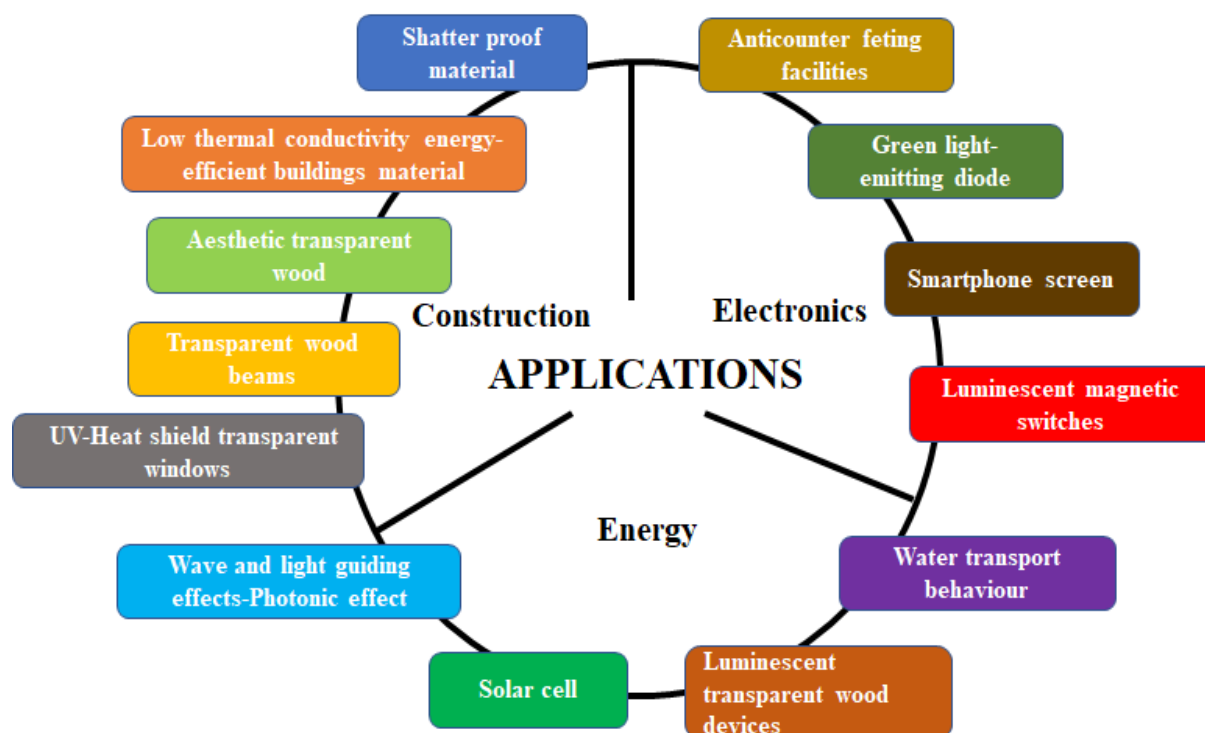 Shatter proof
material
Anticounter feting
facilities
Low thermal conductivity energy-
efficient buildings material
Green light-
emitting diode
Aesthetic transparent
wood
Smartphone screen
Construction
Electronics
Transparent wood
beams
APPLICATIONS
Luminescent magnetic
switches
UV-Heat shield transparent
windows
Energy
Wave and light guiding
effects-Photonic effect
Water transport
behaviour
Solar cell
Luminescent
transparent wood
devices